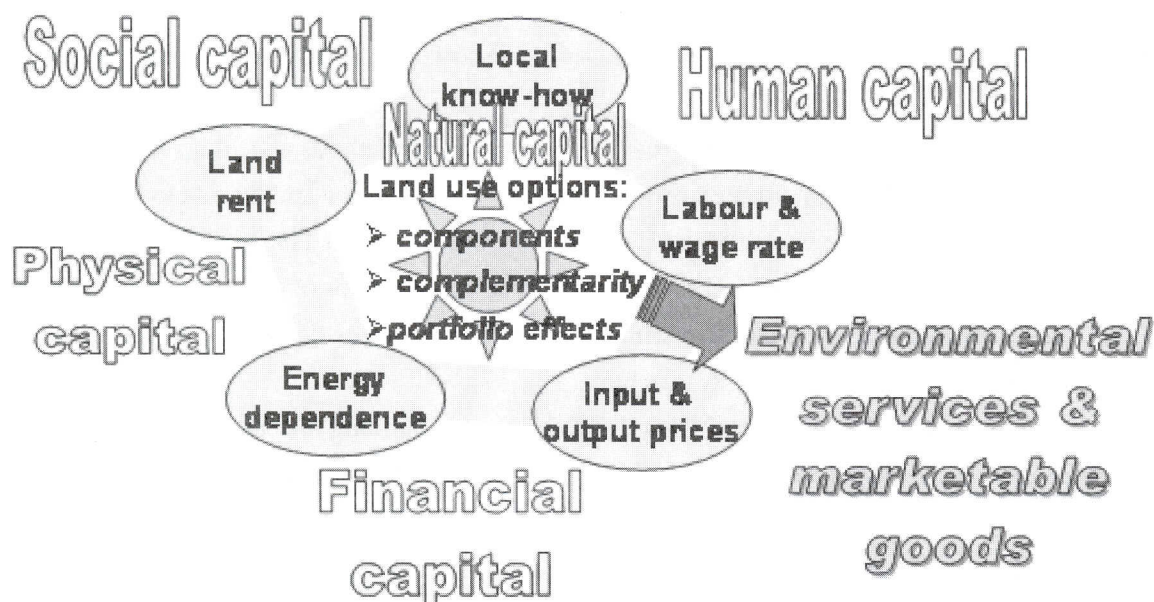 Social capital
Local
know-how
Human capital
Natural capital
Land
rent
Land use options:
➢ components
➢ complementarity
➢ portfolio effects
Labour &
wage rate
Physical
capital
Energy
dependence
Input &
output prices
Environmental
services &
marketable
goods
Financial
capital